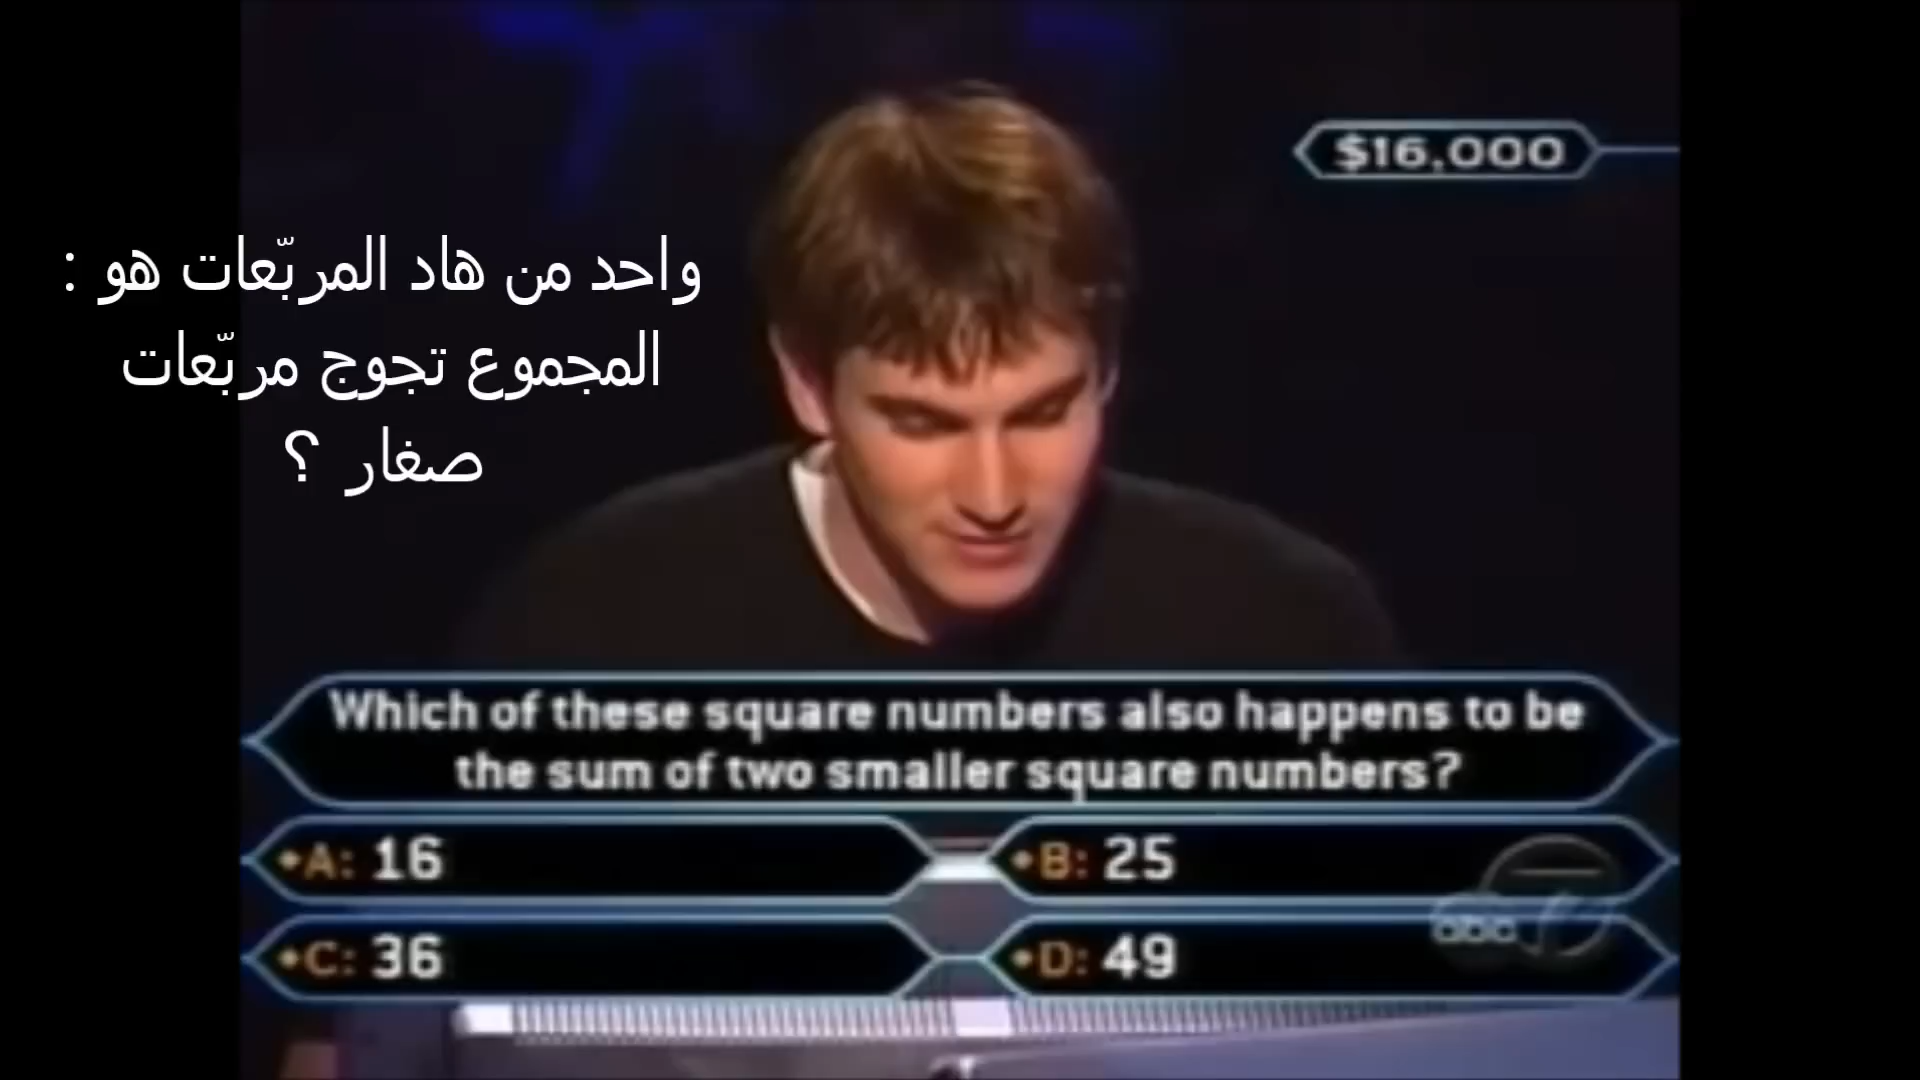 $16,000
واحد من هاد المربّعات هو :
المجموع تجوج مربّعات
صغار ؟
Which of these square numbers also happens to be
the sum of two smaller square numbers?
A: 16
B: 25
C: 36
D: 49
abc